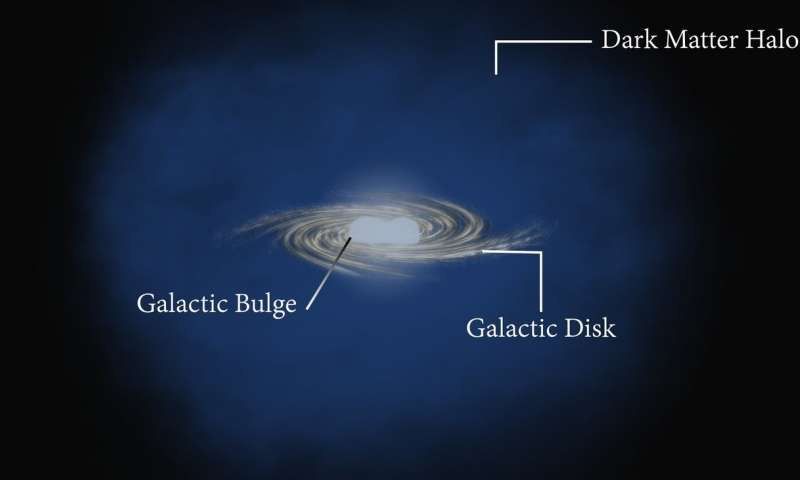 Dark Matter Halo
Galactic Bulge
Galactic Disk